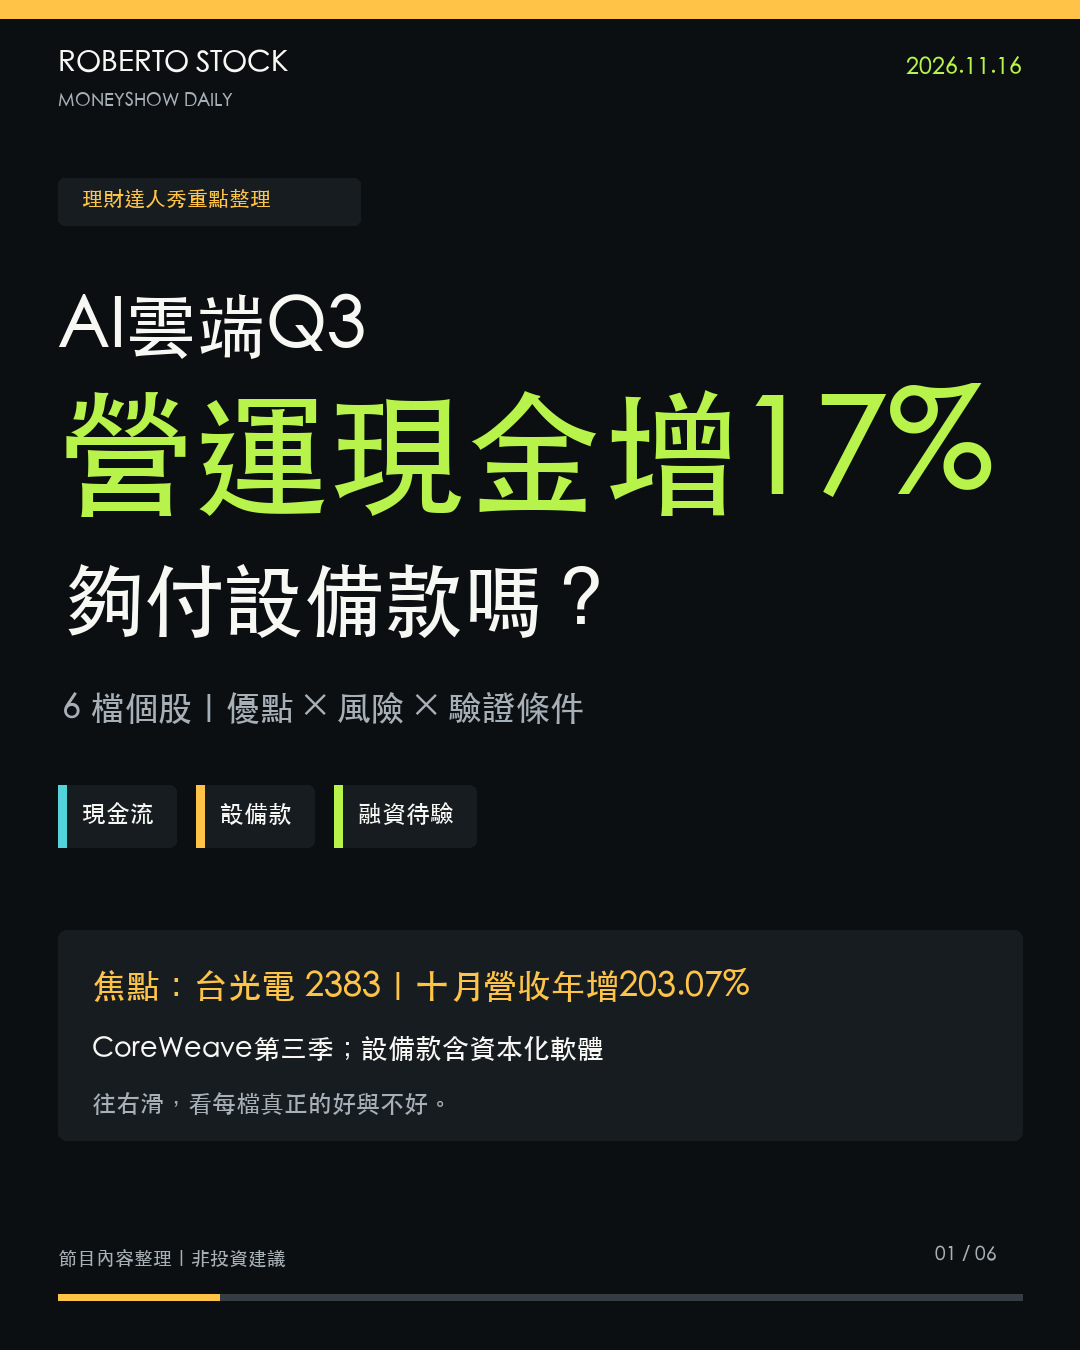 ROBERTO STOCK
2026.11.16
MONEYSHOW DAILY
理財達人秀重點整理
AI雲端Q3
營運現金增17%
夠付設備款嗎？
6 檔個股｜優點 × 風險 × 驗證條件
現金流
設備款
融資待驗
焦點：台光電 2383｜十月營收年增203.07%
CoreWeave第三季；設備款含資本化軟體
往右滑，看每檔真正的好與不好。
節目內容整理｜非投資建議
01 / 06